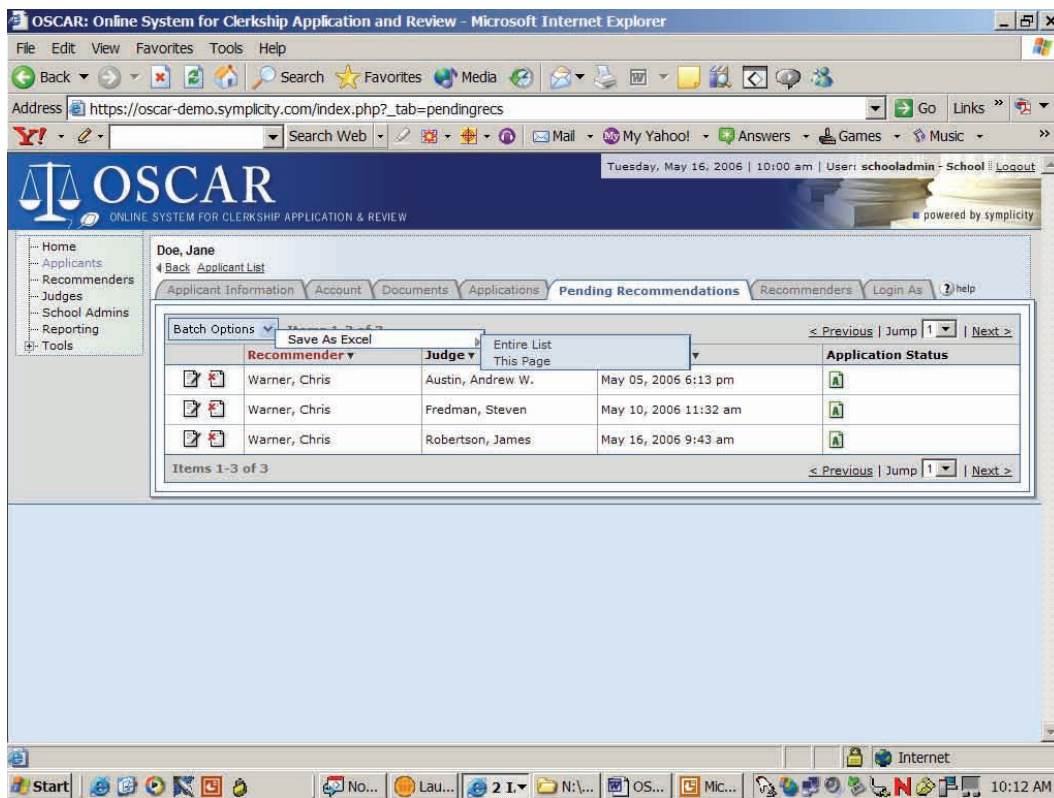 OSCAR: Online System for Clerkship Application and Review - Microsoft Internet Explorer
File Edit View Favorites Tools Help
Back Search Favorites Media
Address https://oscar-demo.symplicity.com/index.php?_tab=pendingrecs Go Links »
Y! Search Web Mail My Yahoo! Answers Games Music »
Tuesday, May 16, 2006 | 10:00 am | User: schooladmin - School Logout
OSCAR
ONLINE SYSTEM FOR CLERKSHIP APPLICATION & REVIEW
powered by symplicity
Home
Applicants
Recommenders
Judges
School Admins
Reporting
Tools
Doe, Jane
Back Applicant List
Applicant Information Account Documents Applications Pending Recommendations Recommenders Login As ? help
Batch Options Items 1-3 of 3 < Previous | Jump 1 | Next >
Save As Excel
Entire List
This Page
Recommender Judge Application Status
Warner, Chris Austin, Andrew W. May 05, 2006 6:13 pm A
Warner, Chris Fredman, Steven May 10, 2006 11:32 am A
Warner, Chris Robertson, James May 16, 2006 9:43 am A
Items 1-3 of 3 < Previous | Jump 1 | Next >
Internet
Start No... Lau... 2 I... N:\... OS... Mic... 10:12 AM